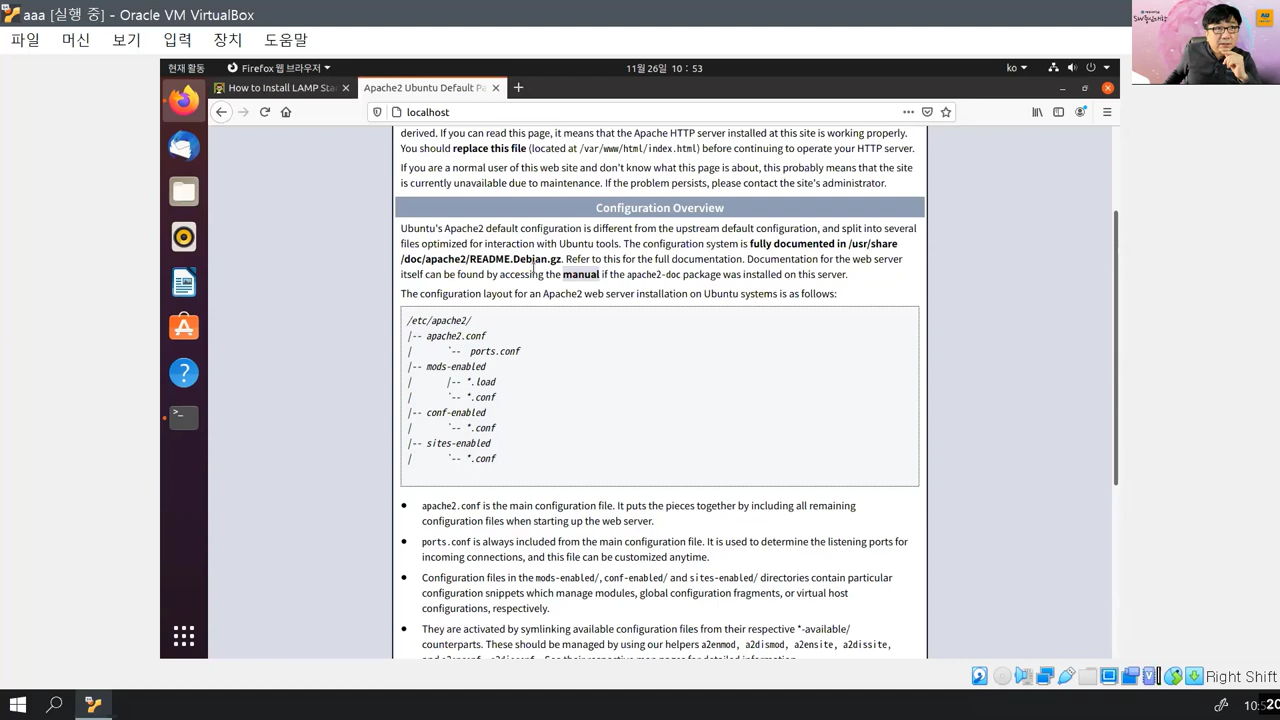 aaa [실행 중] - Oracle VM VirtualBox
파일 머신 보기 입력 장치 도움말
현재 활동 Firefox 웹 브라우저 11월 26일 10 : 53 ko
How to Install LAMP Sta Apache2 Ubuntu Default Pa
localhost
derived. If you can read this page, it means that the Apache HTTP server installed at this site is working properly.
You should replace this file (located at /var/www/html/index.html) before continuing to operate your HTTP server.
If you are a normal user of this web site and don't know what this page is about, this probably means that the site
is currently unavailable due to maintenance. If the problem persists, please contact the site's administrator.
Configuration Overview
Ubuntu's Apache2 default configuration is different from the upstream default configuration, and split into several
files optimized for interaction with Ubuntu tools. The configuration system is fully documented in /usr/share
/doc/apache2/README.Debian.gz. Refer to this for the full documentation. Documentation for the web server
itself can be found by accessing the manual if the apache2-doc package was installed on this server.
The configuration layout for an Apache2 web server installation on Ubuntu systems is as follows:
/etc/apache2/
|-- apache2.conf
| `-- ports.conf
|-- mods-enabled
| |-- *.load
| `-- *.conf
|-- conf-enabled
| `-- *.conf
|-- sites-enabled
| `-- *.conf
● apache2.conf is the main configuration file. It puts the pieces together by including all remaining
configuration files when starting up the web server.
● ports.conf is always included from the main configuration file. It is used to determine the listening ports for
incoming connections, and this file can be customized anytime.
● Configuration files in the mods-enabled/, conf-enabled/ and sites-enabled/ directories contain particular
configuration snippets which manage modules, global configuration fragments, or virtual host
configurations, respectively.
● They are activated by symlinking available configuration files from their respective *-available/
counterparts. These should be managed by using our helpers a2enmod, a2dismod, a2ensite, a2dissite,
Right Shift
SW중심대학
AU
20